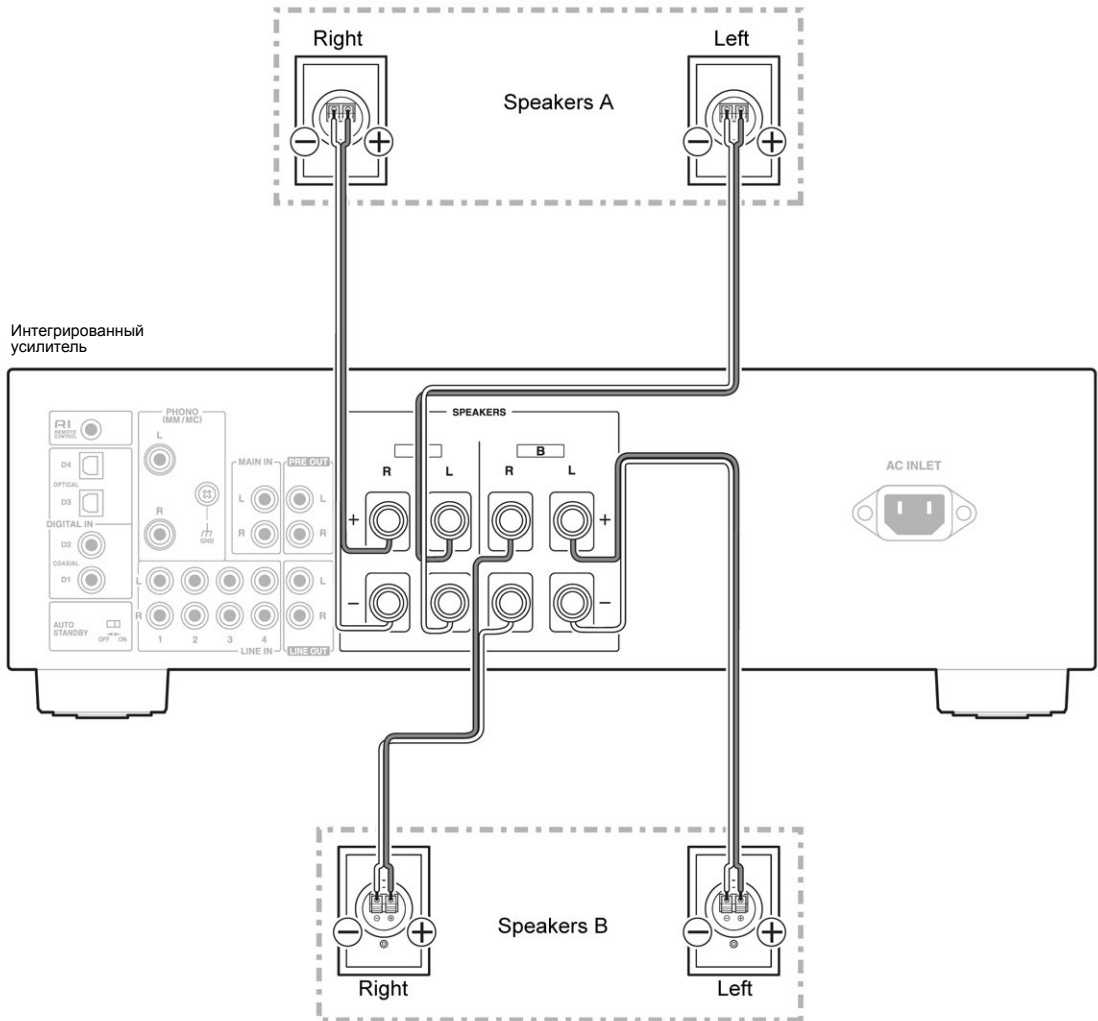 Right
Left
Speakers A
− +
− +
Интегрированный
усилитель
RI
REMOTE
CONTROL
PHONO
(MM / MC)
L
R
GND
D4
OPTICAL
D3
DIGITAL IN
D2
COAXIAL
D1
AUTO
STANDBY
OFF ON
MAIN IN
L
R
PRE OUT
L
R
L
R
1 2 3 4
LINE IN
L
R
LINE OUT
SPEAKERS
B
R L R L
+ +
− −
AC INLET
Speakers B
− +
− +
Right
Left